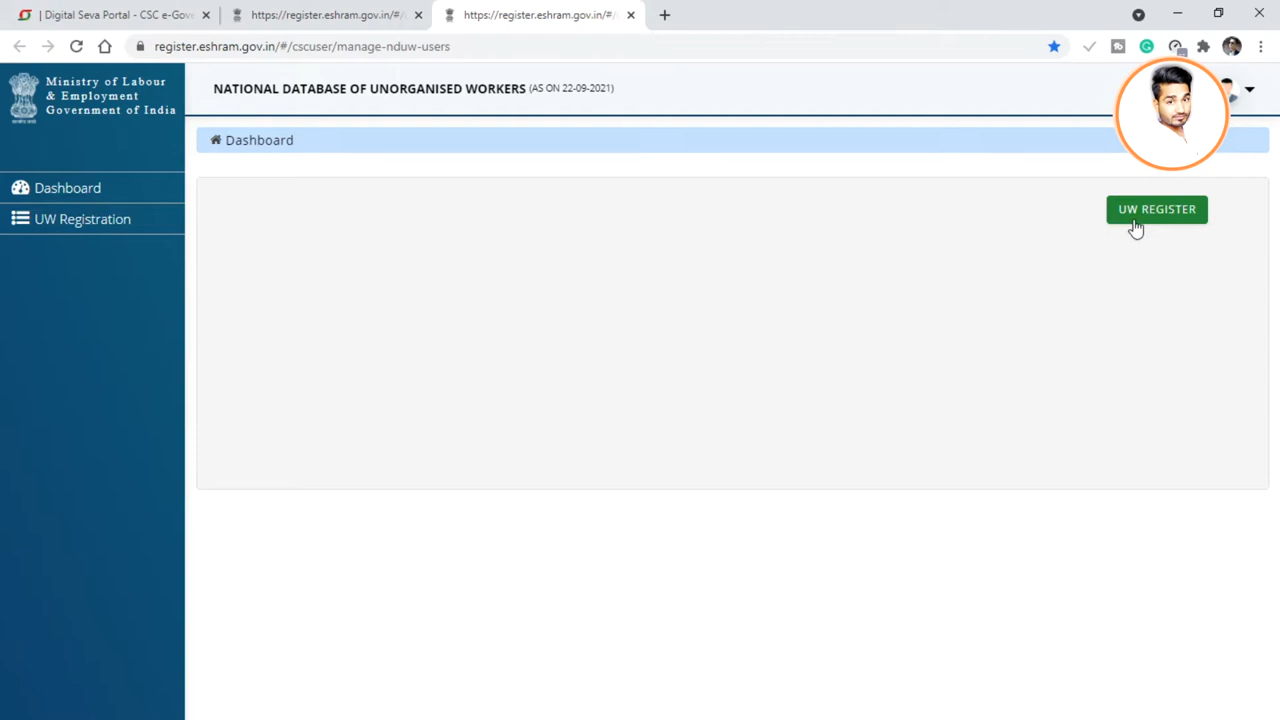 | Digital Seva Portal - CSC e-Gove
https://register.eshram.gov.in/#/
https://register.eshram.gov.in/#/
register.eshram.gov.in/#/cscuser/manage-nduw-users
Ministry of Labour
& Employment
Government of India
NATIONAL DATABASE OF UNORGANISED WORKERS (AS ON 22-09-2021)
Dashboard
Dashboard
UW Registration
UW REGISTER